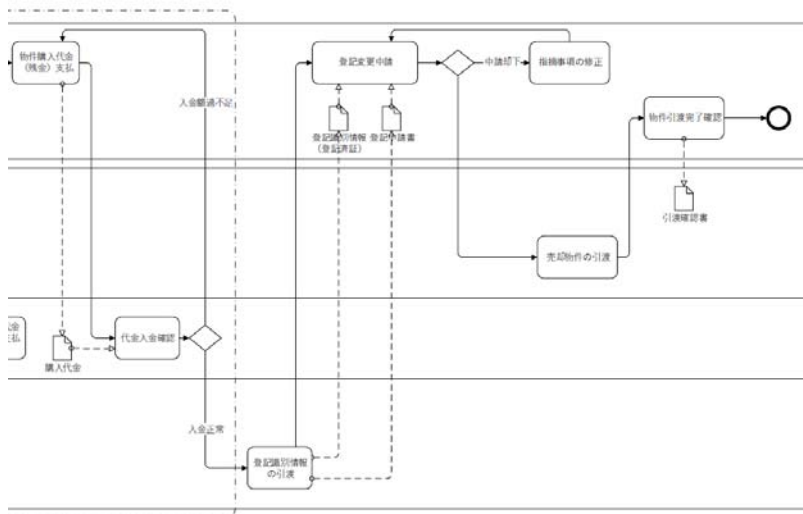 物件購入代金
（残金）支払
登記変更申請
申請却下
指摘事項の修正
入金額過不足
登記識別情報
（登記済証）
登記申請書
物件引渡完了確認
引渡確認書
売却物件の引渡
代金
支払
代金入金確認
購入代金
入金正常
登記識別情報
の引渡